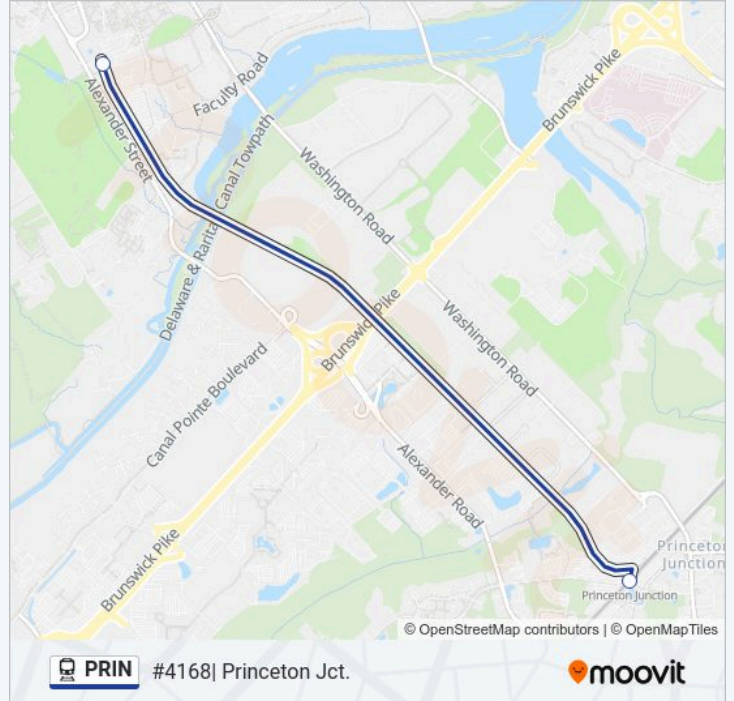 Faculty Road
Brunswick Pike
Alexander Street
Delaware & Raritan Canal Towpath
Washington Road
Brunswick Pike
Washington Road
Canal Pointe Boulevard
Alexander Road
Brunswick Pike
Princeton
Junction
Princeton Junction
© OpenStreetMap contributors | © OpenMapTiles
PRIN #4168| Princeton Jct.
moovit